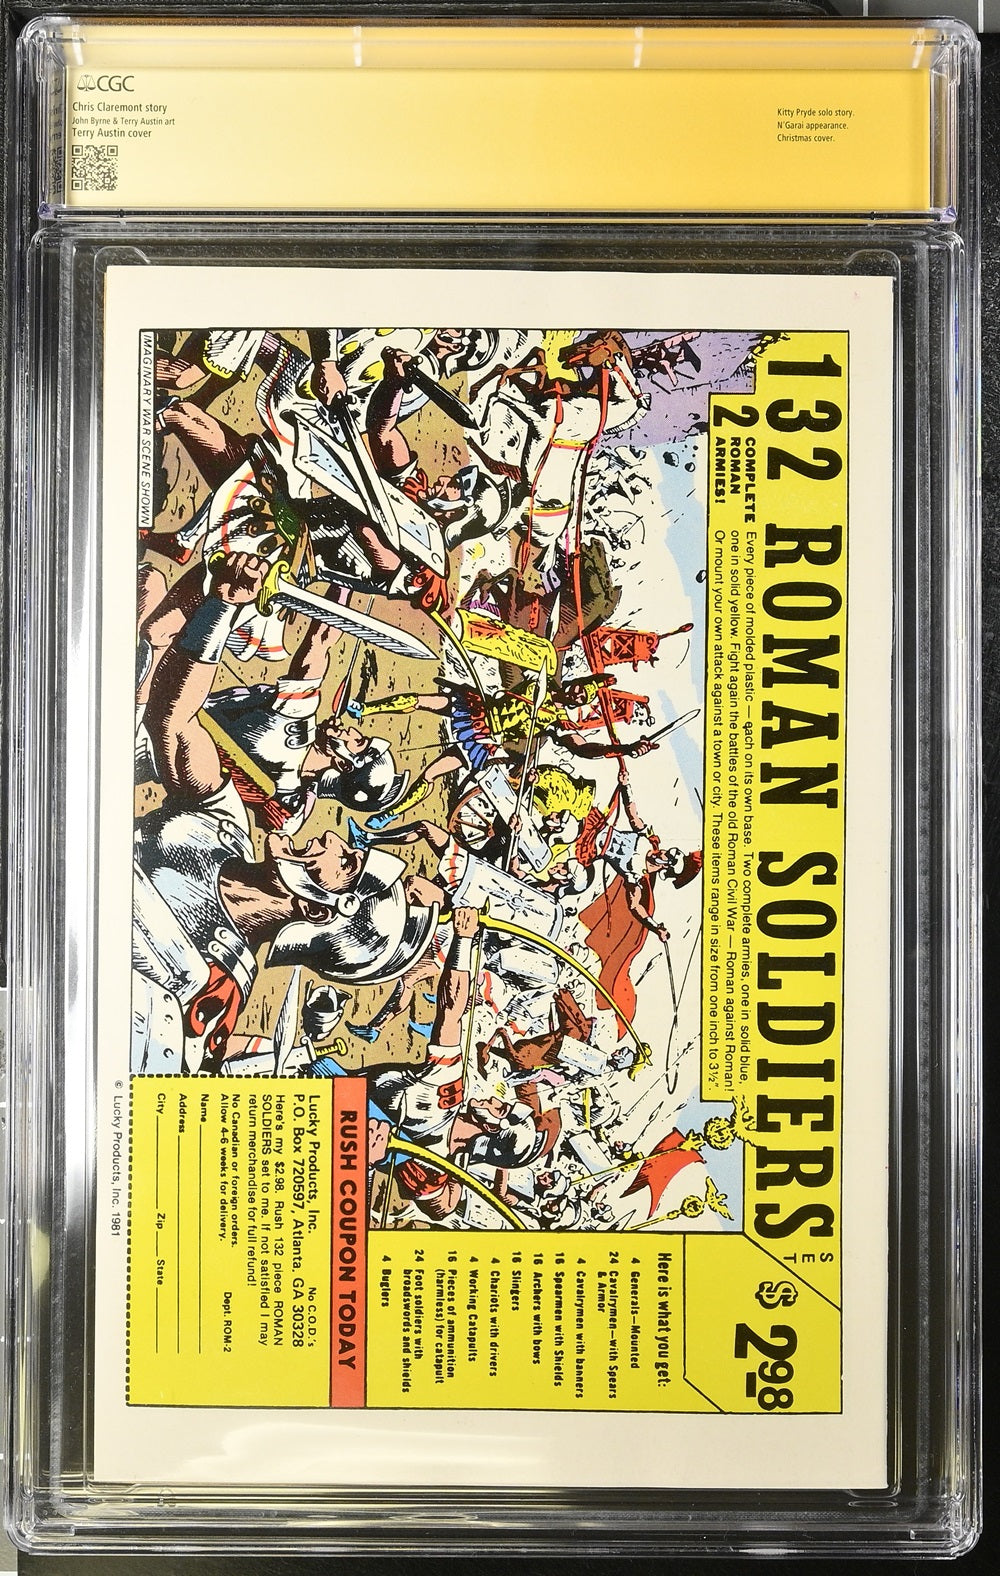 CGC
Chris Claremont story
John Byrne & Terry Austin art
Terry Austin cover
Kitty Pryde solo story.
N'Garai appearance.
Christmas cover.
132 ROMAN SOLDIERS
SET
$298
2 COMPLETE ROMAN ARMIES!
Every piece of molded plastic — each on its own base. Two complete armies, one in solid blue,
one in solid yellow. Fight again the battles of the old Roman Civil War — Roman against Roman!
Or mount your own attack against a town or city. These items range in size from one inch to 3½".
IMAGINARY WAR SCENE SHOWN
Here is what you get:
4 Generals—Mounted
24 Cavalrymen—with Spears
& Armor
4 Cavalrymen with banners
16 Spearmen with Shields
16 Archers with bows
16 Slingers
4 Chariots with drivers
4 Working Catapults
16 Pieces of ammunition
(harmless) for catapult
24 Foot soldiers with
broadswords and shields
4 Buglers
RUSH COUPON TODAY
Lucky Products, Inc. No C.O.D.'s
P.O. Box 720597, Atlanta, GA 30328
Here's my $2.98. Rush 132 piece ROMAN
SOLDIERS set to me. If not satisfied I may
return merchandise for full refund!
No Canadian or foreign orders. Dept. ROM-2
Allow 4-6 weeks for delivery.
Name
Address
City Zip State
© Lucky Products, Inc. 1981